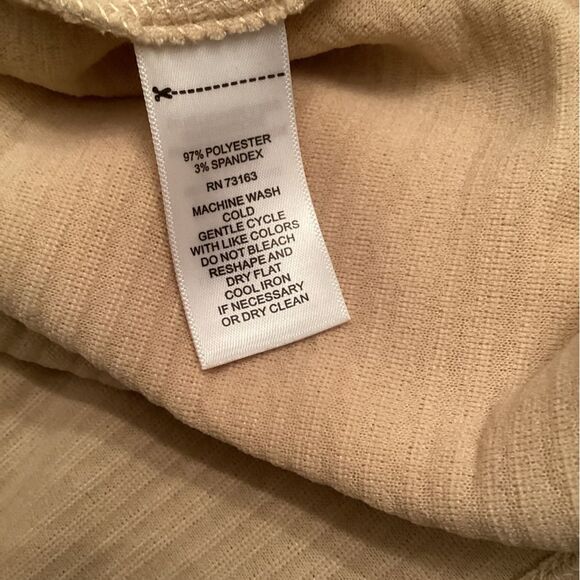 97% POLYESTER
3% SPANDEX
RN 73163
MACHINE WASH
COLD
GENTLE CYCLE
WITH LIKE COLORS
DO NOT BLEACH
RESHAPE AND
DRY FLAT
COOL IRON
IF NECESSARY
OR DRY CLEAN